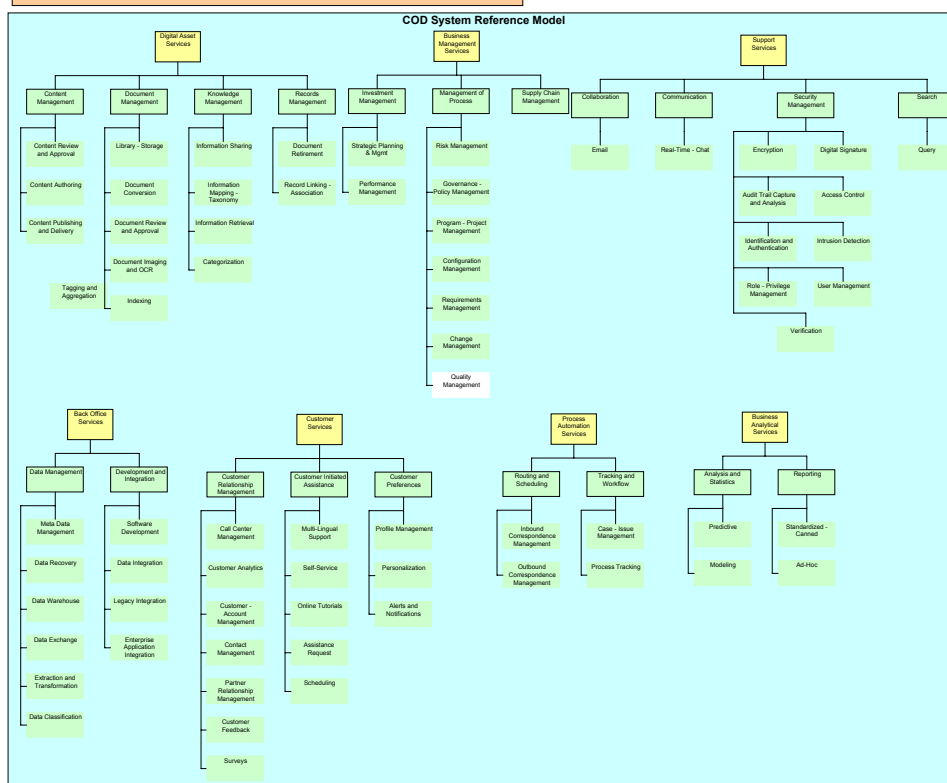 COD System Reference Model
Digital Asset
Services
Content
Management
Document
Management
Knowledge
Management
Records
Management
Content Review
and Approval
Content Authoring
Content Publishing
and Delivery
Tagging and
Aggregation
Library - Storage
Document
Conversion
Document Review
and Approval
Document Imaging
and OCR
Indexing
Information Sharing
Information
Mapping -
Taxonomy
Information Retrieval
Categorization
Document
Retirement
Record Linking -
Association
Business
Management
Services
Investment
Management
Management of
Process
Supply Chain
Management
Strategic Planning
& Mgmt
Performance
Management
Risk Management
Governance -
Policy Management
Program - Project
Management
Configuration
Management
Requirements
Management
Change
Management
Quality
Management
Support
Services
Collaboration
Communication
Security
Management
Search
Email
Real-Time - Chat
Encryption
Digital Signature
Audit Trail Capture
and Analysis
Access Control
Identification and
Authentication
Intrusion Detection
Role - Privilege
Management
User Management
Verification
Query
Back Office
Services
Data Management
Development and
Integration
Meta Data
Management
Data Recovery
Data Warehouse
Data Exchange
Extraction and
Transformation
Data Classification
Software
Development
Data Integration
Legacy Integration
Enterprise
Application
Integration
Customer
Services
Customer
Relationship
Management
Customer Initiated
Assistance
Customer
Preferences
Call Center
Management
Customer Analytics
Customer -
Account
Management
Contact
Management
Partner
Relationship
Management
Customer
Feedback
Surveys
Multi-Lingual
Support
Self-Service
Online Tutorials
Assistance
Request
Scheduling
Profile Management
Personalization
Alerts and
Notifications
Process
Automation
Services
Routing and
Scheduling
Tracking and
Workflow
Inbound
Correspondence
Management
Outbound
Correspondence
Management
Case - Issue
Management
Process Tracking
Business
Analytical
Services
Analysis and
Statistics
Reporting
Predictive
Modeling
Standardized -
Canned
Ad-Hoc